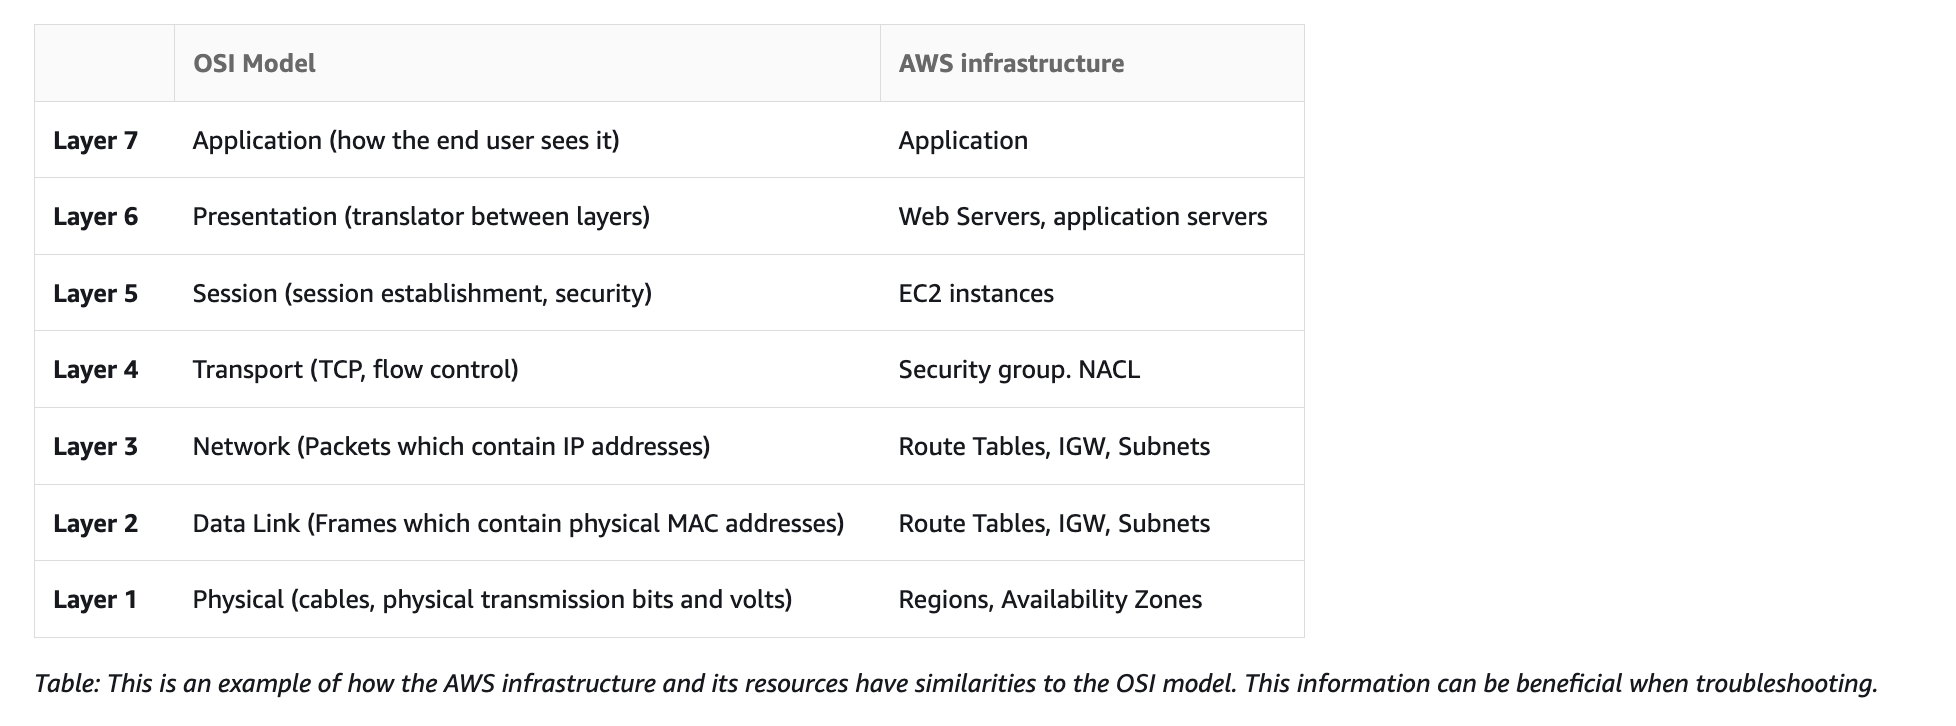 OSI Model AWS infrastructure
Layer 7 Application (how the end user sees it) Application
Layer 6 Presentation (translator between layers) Web Servers, application servers
Layer 5 Session (session establishment, security) EC2 instances
Layer 4 Transport (TCP, flow control) Security group. NACL
Layer 3 Network (Packets which contain IP addresses) Route Tables, IGW, Subnets
Layer 2 Data Link (Frames which contain physical MAC addresses) Route Tables, IGW, Subnets
Layer 1 Physical (cables, physical transmission bits and volts) Regions, Availability Zones
Table: This is an example of how the AWS infrastructure and its resources have similarities to the OSI model. This information can be beneficial when troubleshooting.